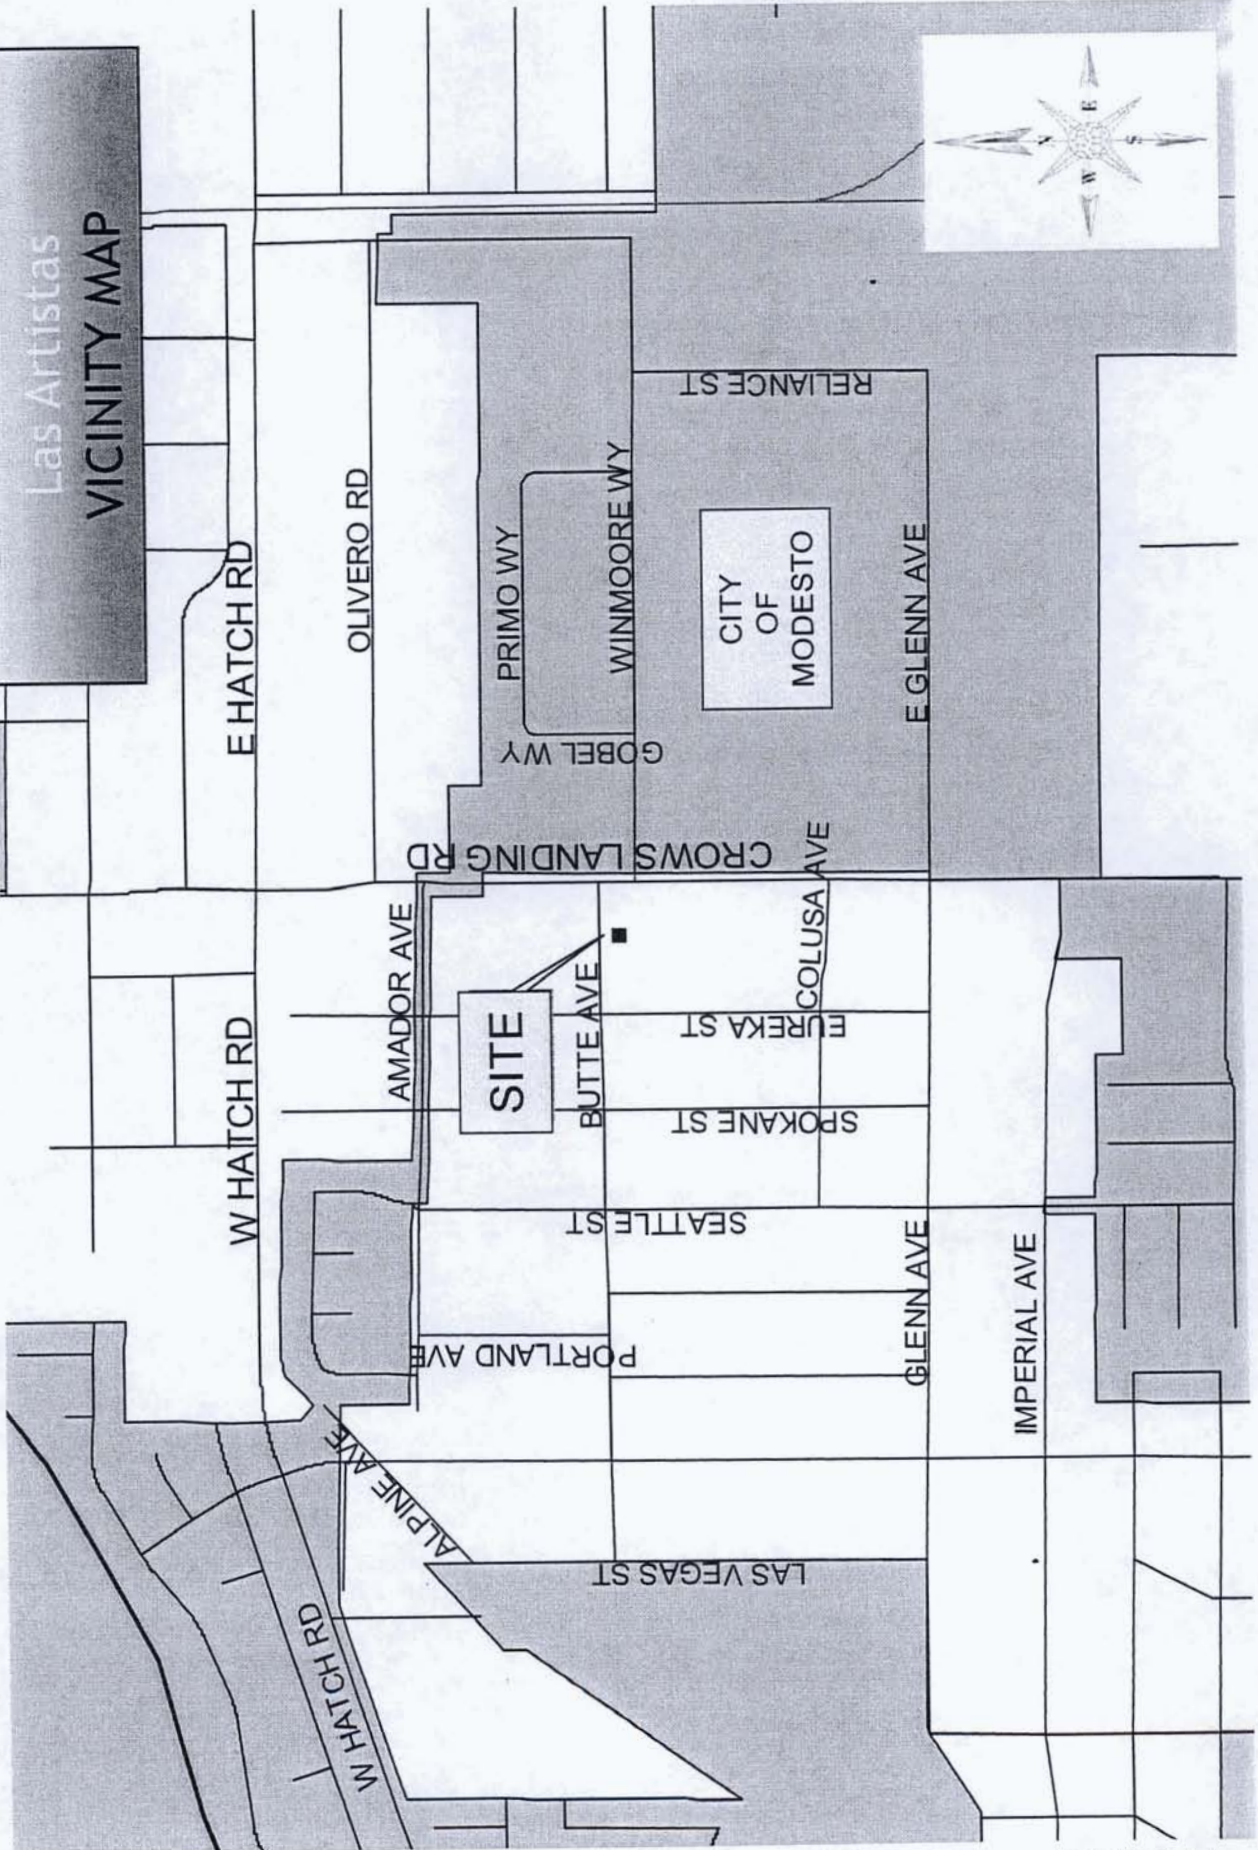 Las Artistas
VICINITY MAP
W HATCH RD
E HATCH RD
W HATCH RD
ALPINE AVE
OLIVERO RD
AMADOR AVE
CROWS LANDING RD
SITE
PRIMO WY
GOBEL WY
BUTTE AVE
WINMOORE WY
PORTLAND AVE
SEATTLE ST
LAS VEGAS ST
SPOKANE ST
EUREKA ST
RELIANCE ST
CITY
OF
MODESTO
COLUSA AVE
GLENN AVE
E GLENN AVE
IMPERIAL AVE
N
W
E
S